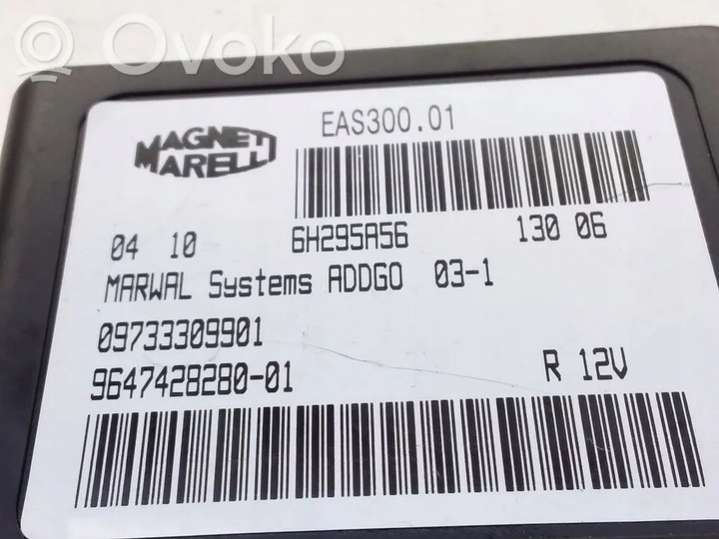 Ovoko
MAGNETI
MARELLI
EAS300.01
04 10
6H295A56
130 06
MARWAL Systems ADDGO 03-1
09733309901
9647428280-01
R 12V